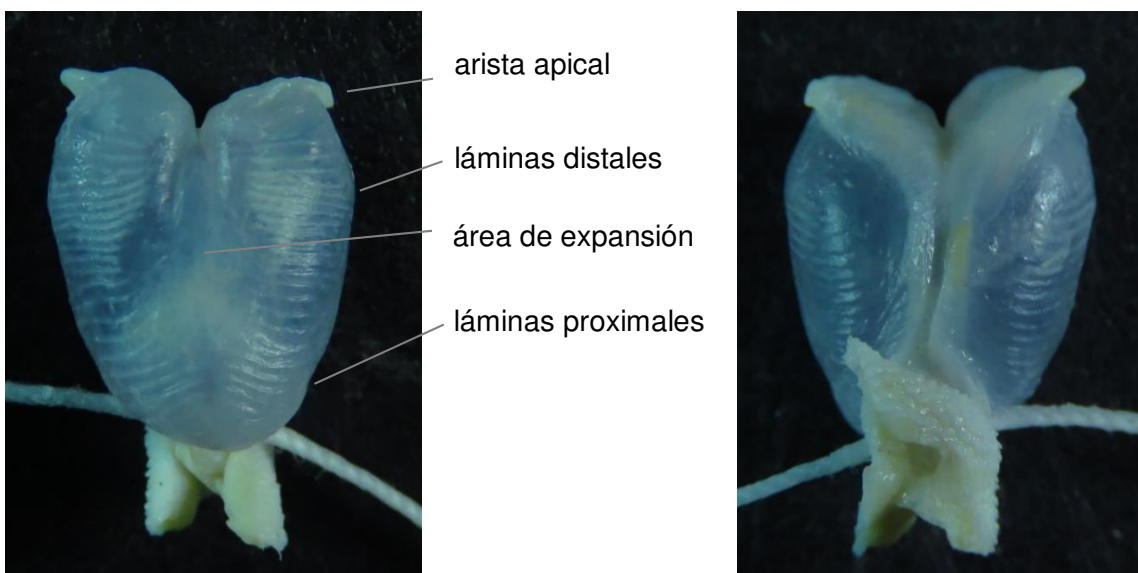 arista apical
láminas distales
área de expansión
láminas proximales